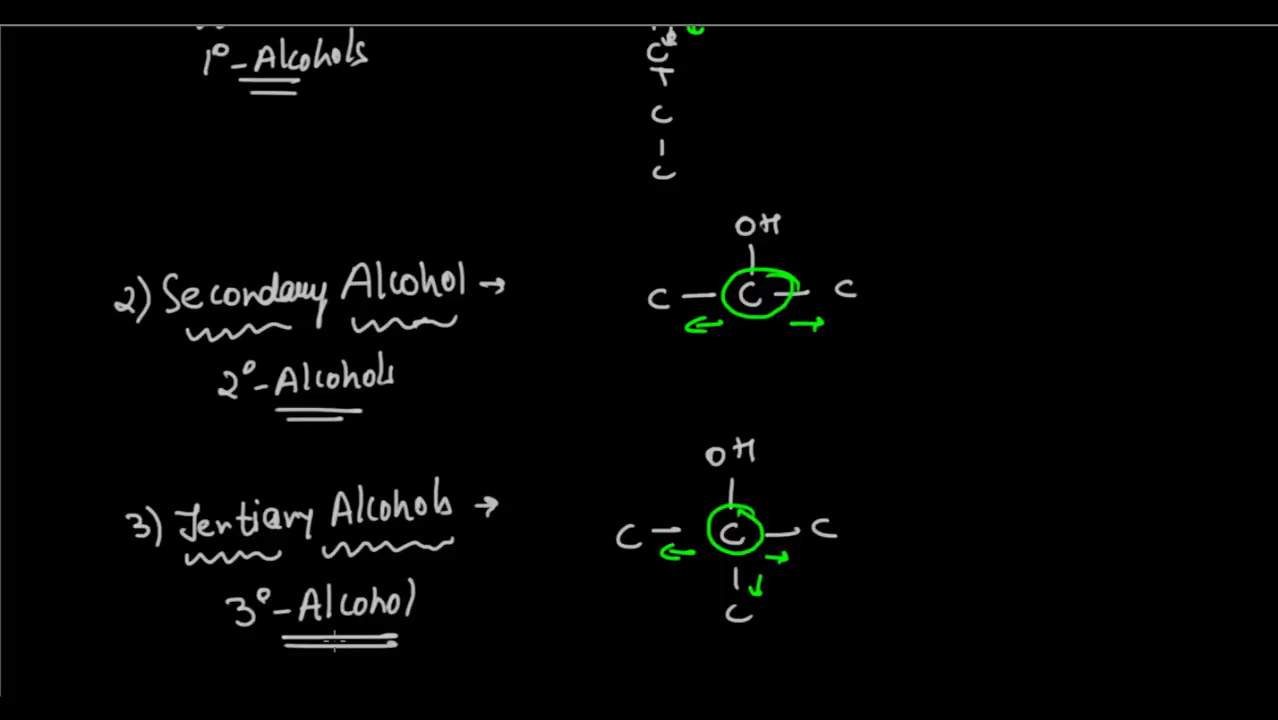 1° - Alcohols
C
C
C
OH
C - C - C
2) Secondary Alcohol →
2° - Alcohols
OH
3) Tertiary Alcohols →
C - C - C
C
3° - Alcohol